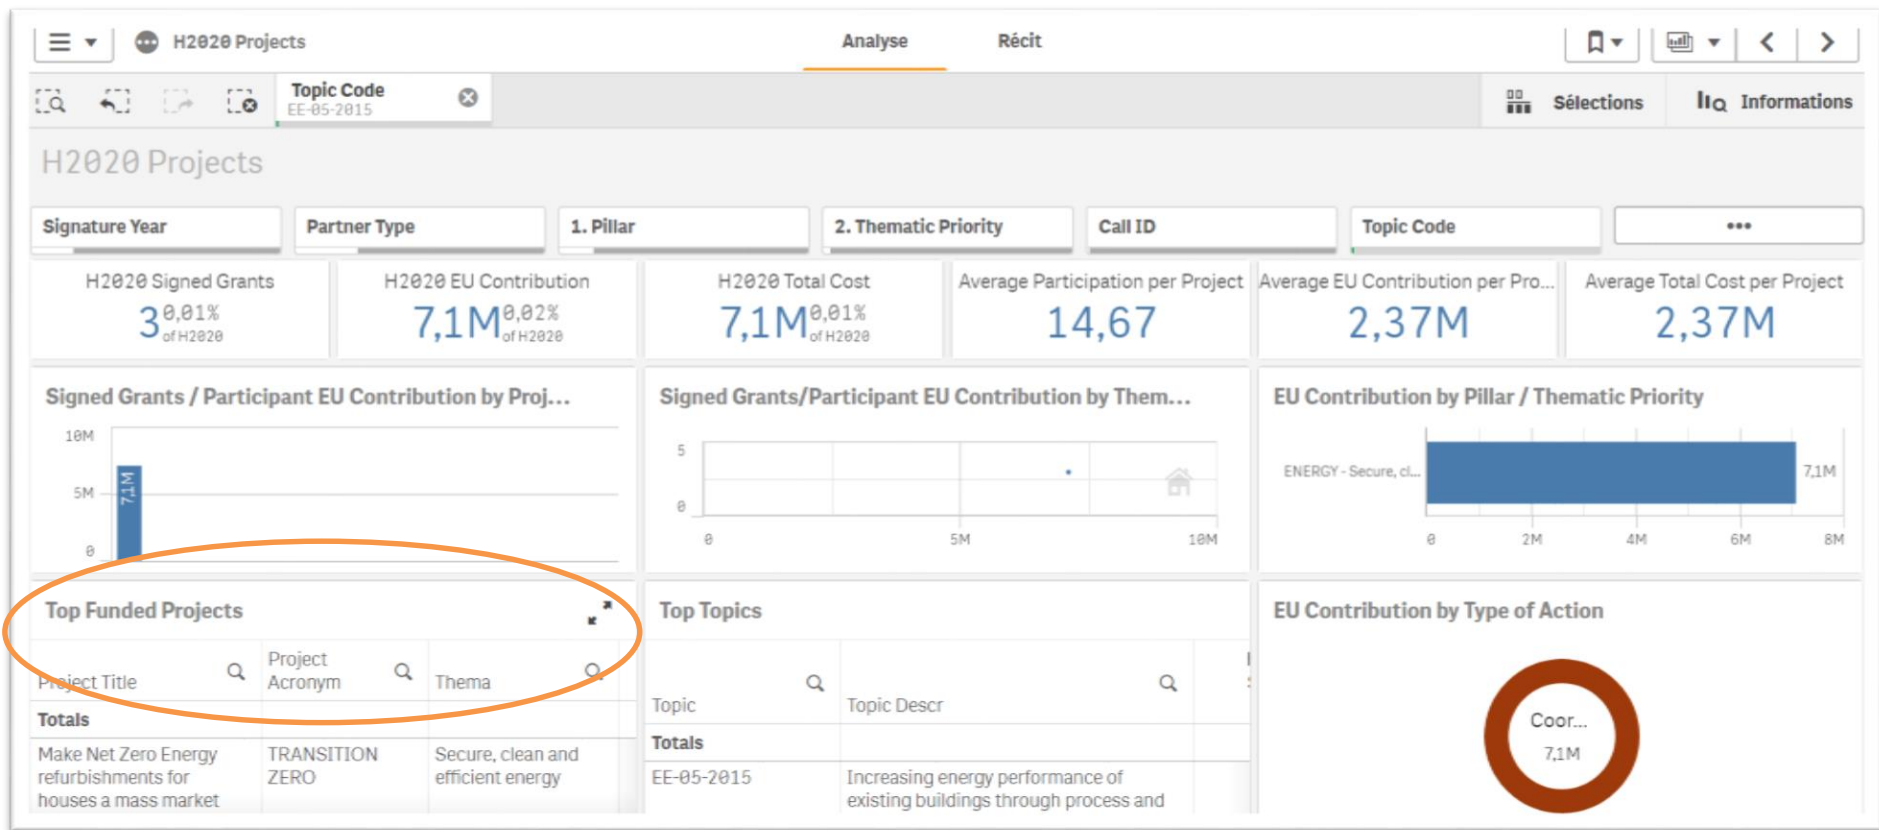 H2020 Projects
Analyse
Récit
Topic Code
EE-05-2015
Sélections
Informations
H2020 Projects
Signature Year
Partner Type
1. Pillar
2. Thematic Priority
Call ID
Topic Code
•••
H2020 Signed Grants
3 0,01%
of H2020
H2020 EU Contribution
7,1M 0,02%
of H2020
H2020 Total Cost
7,1M 0,01%
of H2020
Average Participation per Project
14,67
Average EU Contribution per Pro...
2,37M
Average Total Cost per Project
2,37M
Signed Grants / Participant EU Contribution by Proj...
10M
5M
0
7,1M
Signed Grants/Participant EU Contribution by Them...
5
0
0
5M
10M
EU Contribution by Pillar / Thematic Priority
ENERGY - Secure, cl...
7,1M
0
2M
4M
6M
8M
Top Funded Projects
Project Title
Project
Acronym
Thema
Totals
Make Net Zero Energy
refurbishments for
houses a mass market
TRANSITION
ZERO
Secure, clean and
efficient energy
Top Topics
Topic
Topic Descr
Totals
EE-05-2015
Increasing energy performance of
existing buildings through process and
EU Contribution by Type of Action
Coor...
7,1M